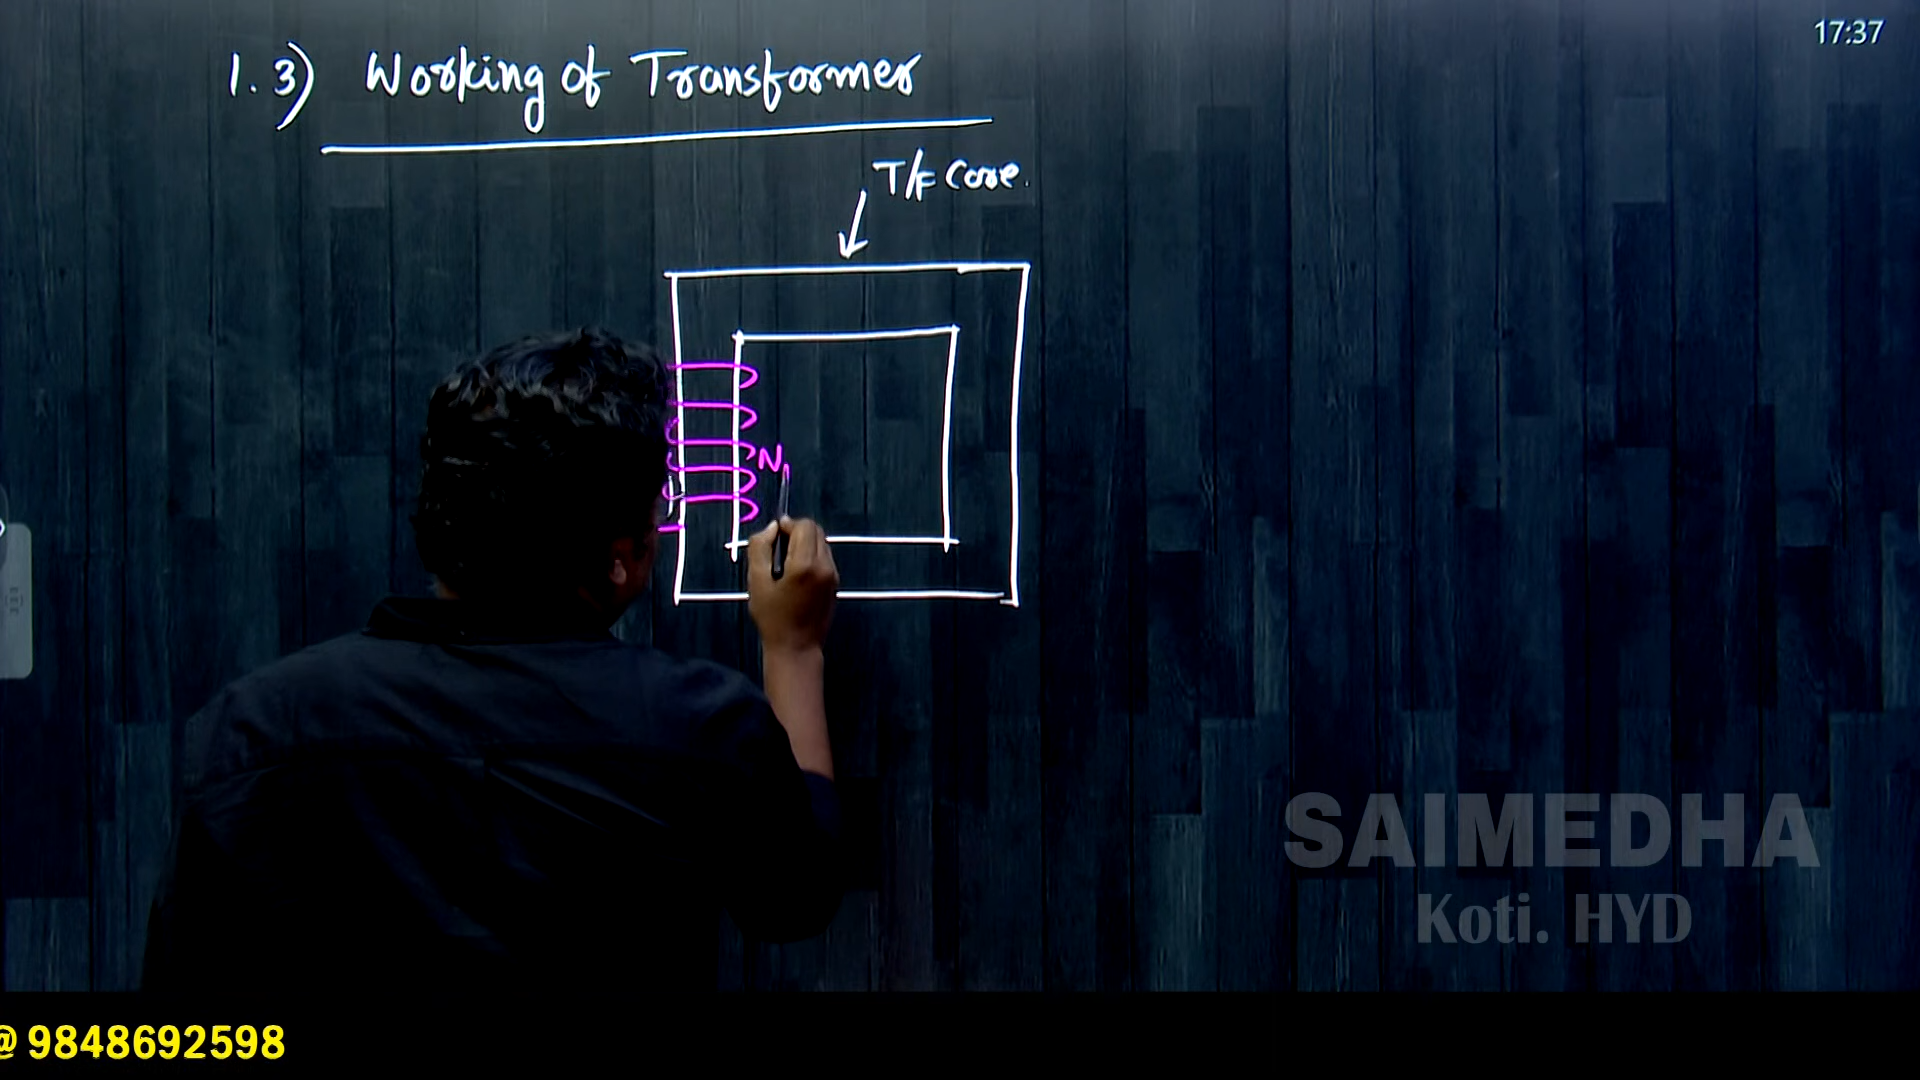 17:37
1.3) Working of Transformer
T/F Core.
N1
SAIMEDHA
Koti. HYD
@ 9848692598